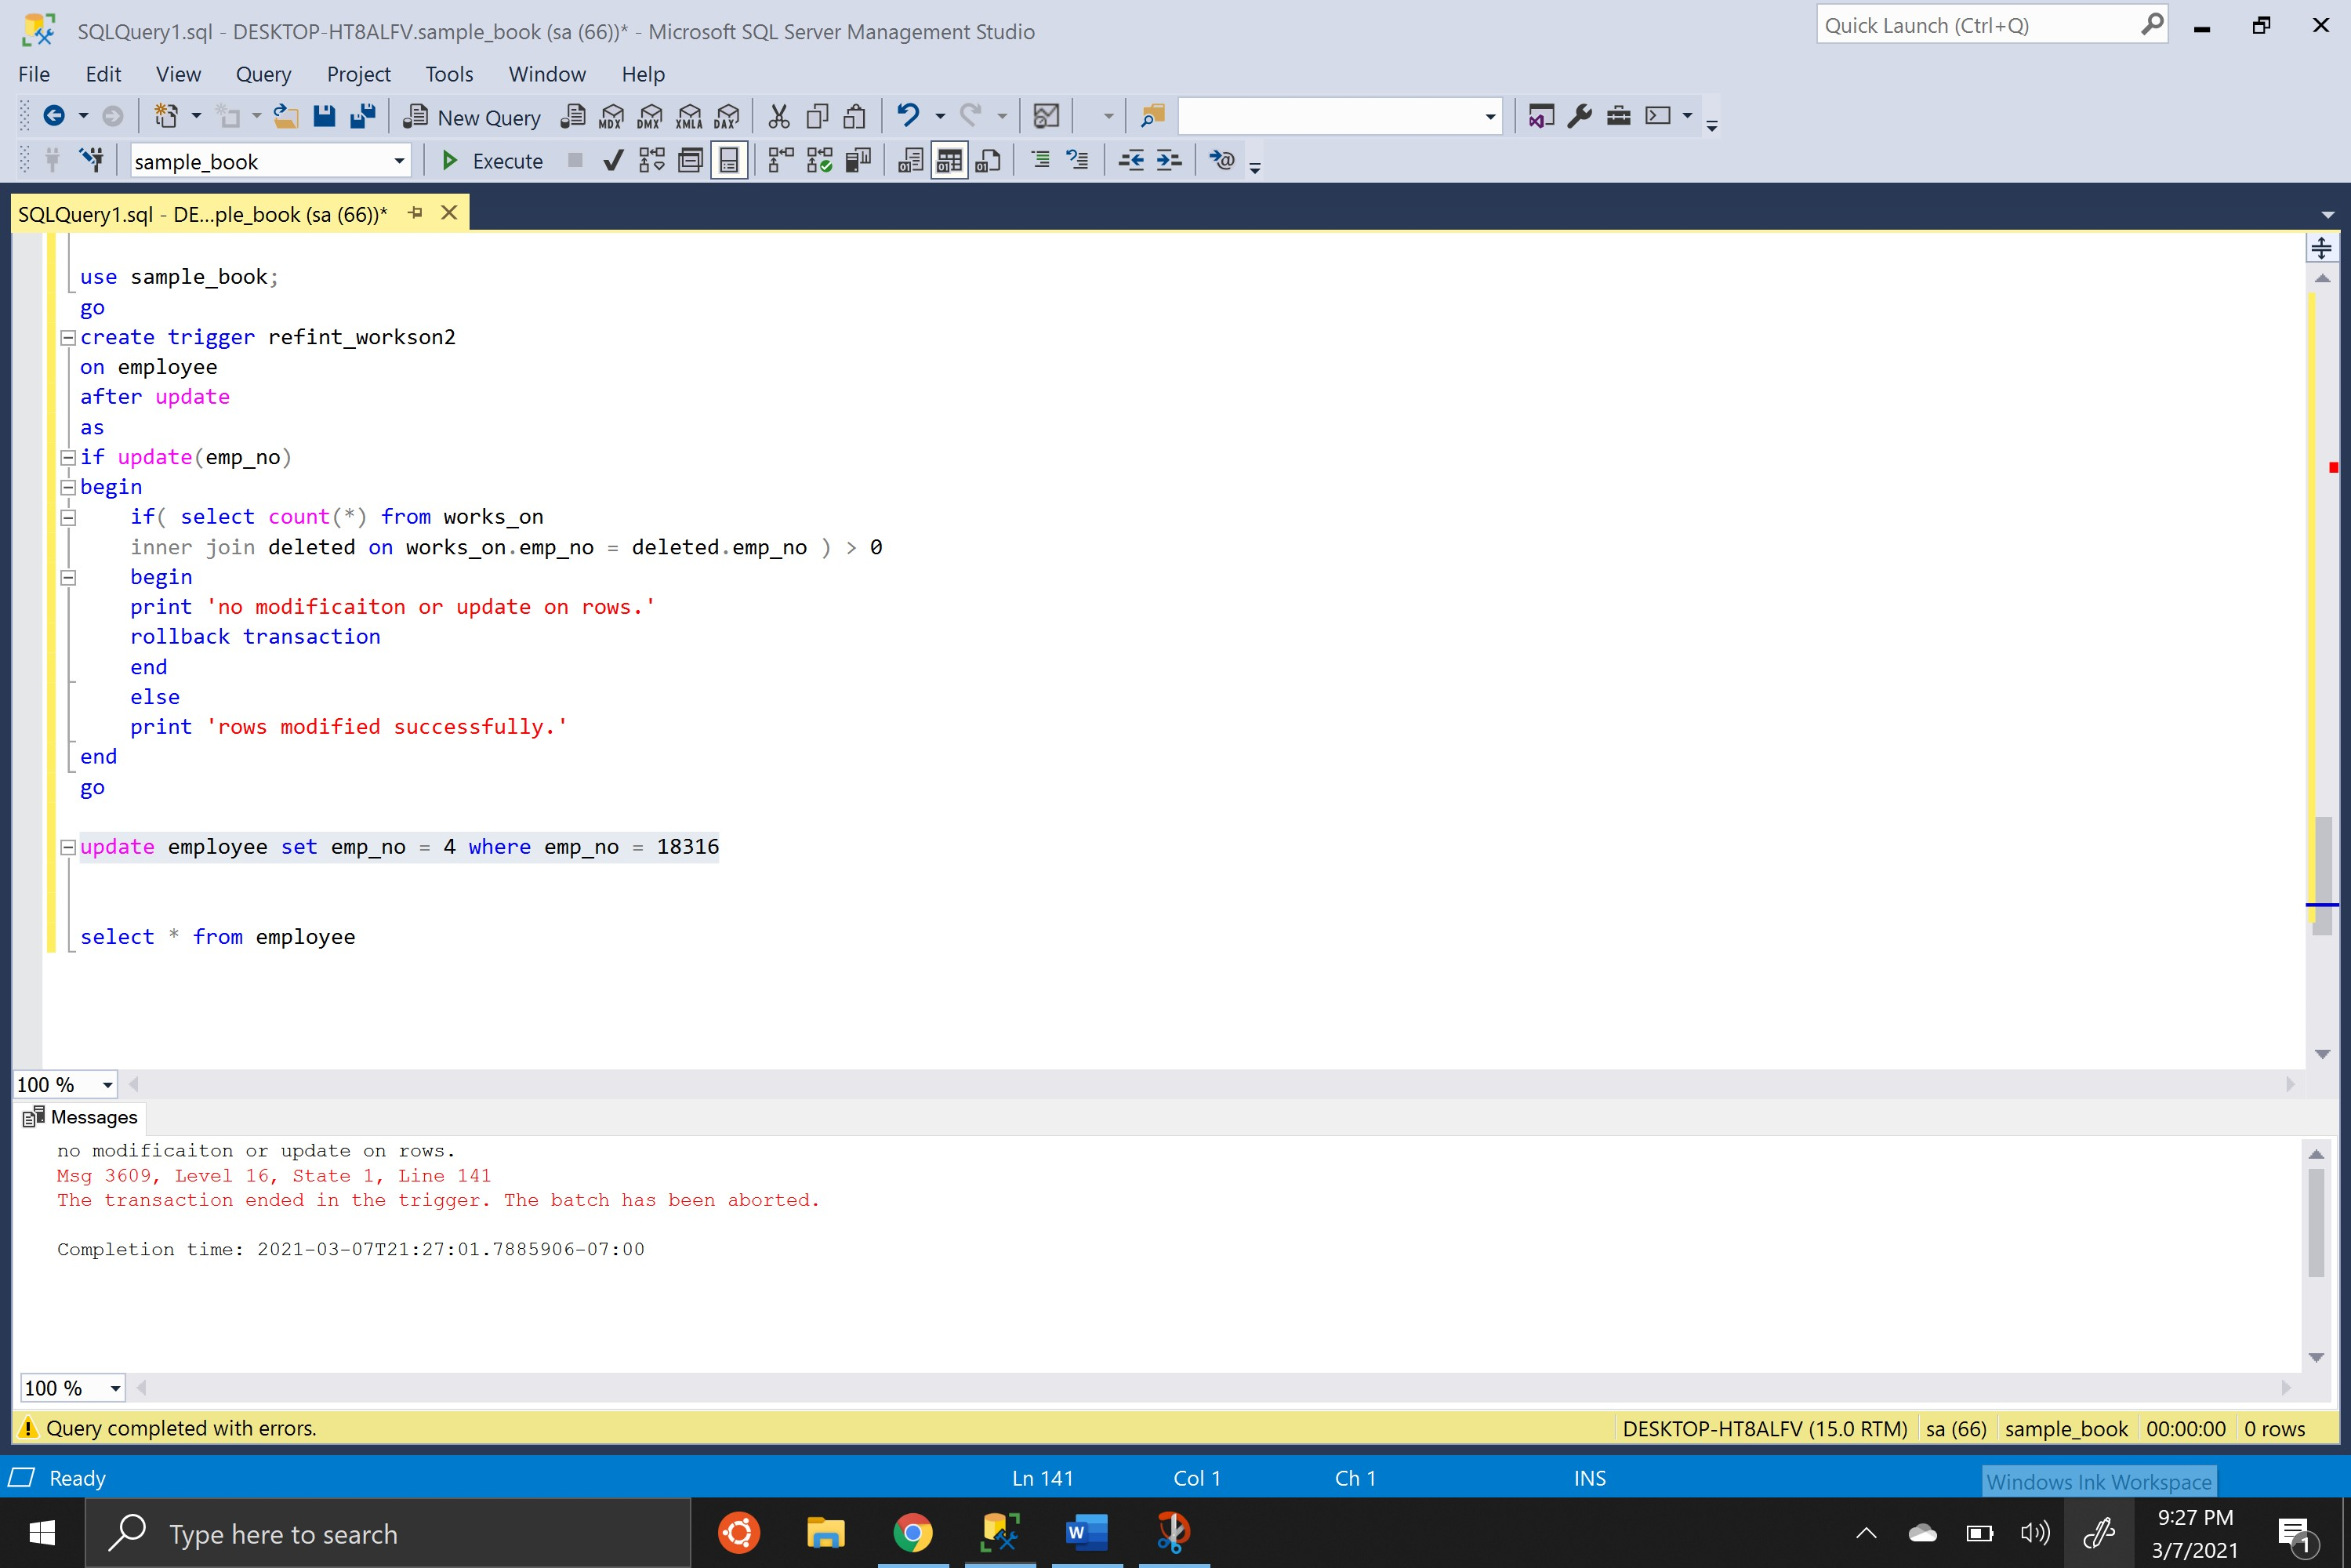 SQLQuery1.sql - DESKTOP-HT8ALFV.sample_book (sa (66))* - Microsoft SQL Server Management Studio
Quick Launch (Ctrl+Q)
File Edit View Query Project Tools Window Help
New Query MDX DMX XMLA DAX
sample_book Execute
SQLQuery1.sql - DE...ple_book (sa (66))*
use sample_book;
go
create trigger refint_workson2
on employee
after update
as
if update(emp_no)
begin
if( select count(*) from works_on
inner join deleted on works_on.emp_no = deleted.emp_no ) > 0
begin
print 'no modificaiton or update on rows.'
rollback transaction
end
else
print 'rows modified successfully.'
end
go
update employee set emp_no = 4 where emp_no = 18316
select * from employee
100 %
Messages
no modificaiton or update on rows.
Msg 3609, Level 16, State 1, Line 141
The transaction ended in the trigger. The batch has been aborted.
Completion time: 2021-03-07T21:27:01.7885906-07:00
100 %
Query completed with errors. DESKTOP-HT8ALFV (15.0 RTM) sa (66) sample_book 00:00:00 0 rows
Ready Ln 141 Col 1 Ch 1 INS Windows Ink Workspace
Type here to search
W
9:27 PM
3/7/2021
1